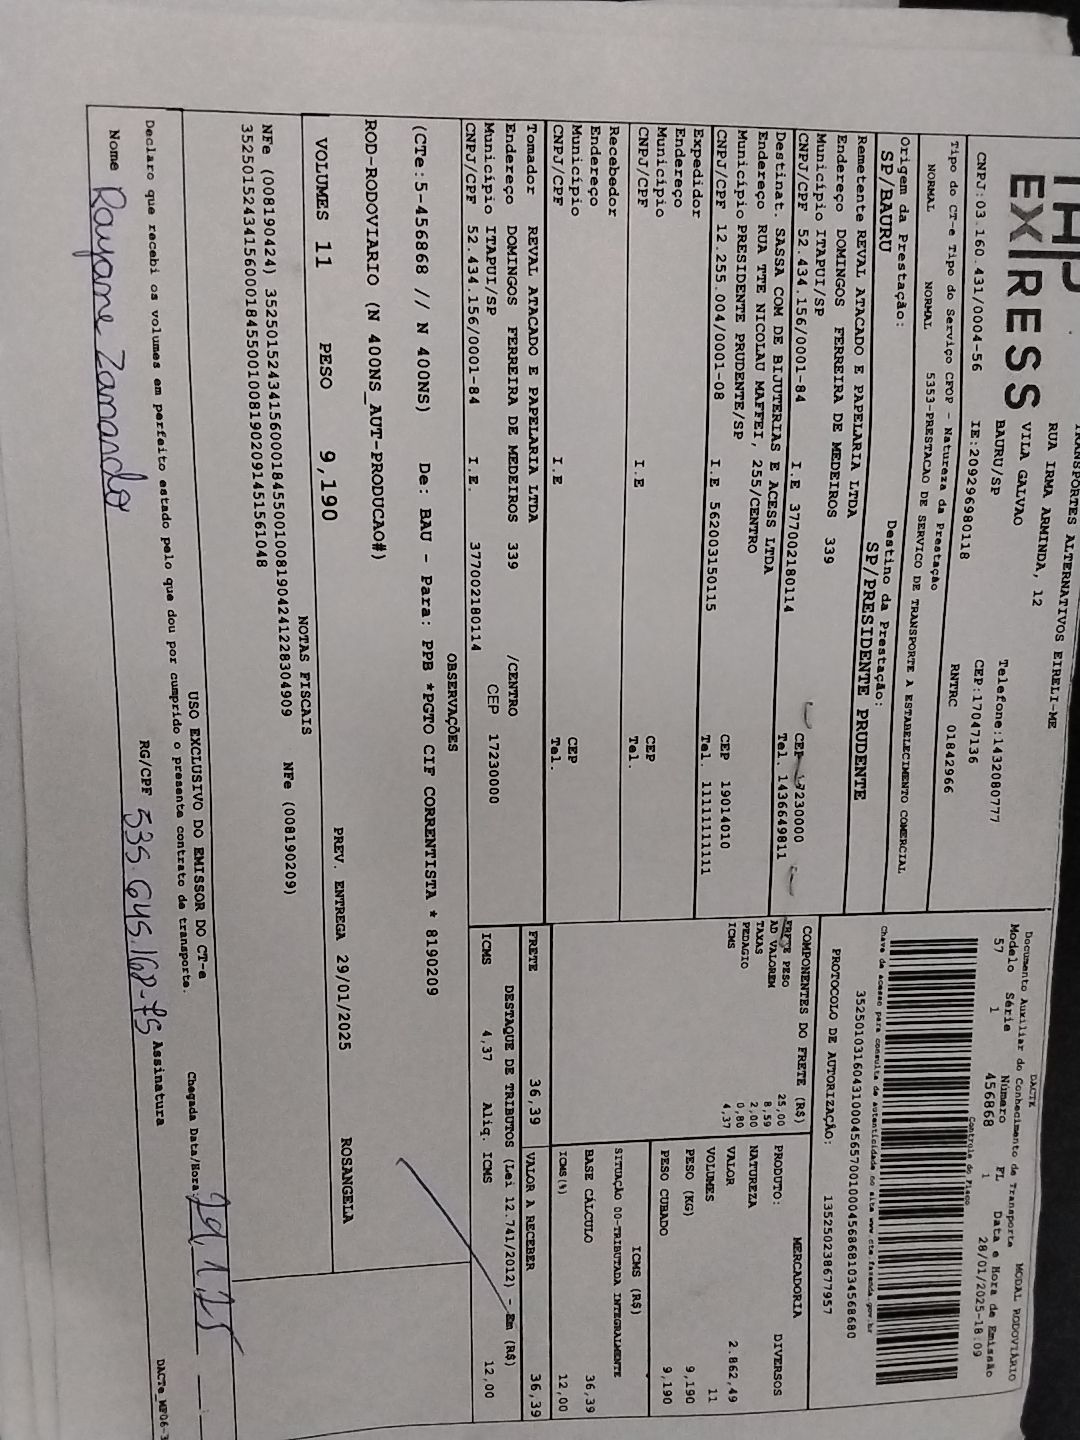 EXPRESS
TRANSPORTES ALTERNATIVOS EIRELI-ME
RUA IRMA ARMINDA, 12
VILA GALVAO
BAURU/SP
Telefone:1432080777
CEP:17047136
CNPJ:03.160.431/0004-56 IE:209296980118
RNTRC 01842966
Tipo do CT-e Tipo do Serviço CFOP - Natureza da Prestação
NORMAL NORMAL 5353-PRESTACAO DE SERVICO DE TRANSPORTE A ESTABELECIMENTO COMERCIAL
Origem da Prestação: Destino da Prestação:
SP/BAURU SP/PRESIDENTE PRUDENTE
Remetente REVAL ATACADO E PAPELARIA LTDA
Endereço DOMINGOS FERREIRA DE MEDEIROS 339
Município ITAPUI/SP CEP 17230000
CNPJ/CPF 52.434.156/0001-84 I.E 377002180114 Tel. 1436649811
Destinat. SASSA COM DE BIJUTERIAS E ACESS LTDA
Endereço RUA TTE NICOLAU MAFFEI, 255/CENTRO
Município PRESIDENTE PRUDENTE/SP CEP 19014010
CNPJ/CPF 12.255.004/0001-08 I.E 562003150115 Tel. 11111111111
Expedidor
Endereço
Município CEP
CNPJ/CPF I.E Tel.
Recebedor
Endereço
Município CEP
CNPJ/CPF I.E Tel.
Tomador REVAL ATACADO E PAPELARIA LTDA
Endereço DOMINGOS FERREIRA DE MEDEIROS 339 /CENTRO
Município ITAPUI/SP CEP 17230000
CNPJ/CPF 52.434.156/0001-84 I.E. 377002180114
DACTE MODAL RODOVIÁRIO
Documento Auxiliar do Conhecimento de Transporte
Modelo Série Número FL Data e Hora de Emissão
57 1 456868 1 28/01/2025-18:09
Controle do Fisco
Chave de acesso para consulta de autenticidade no site www.cte.fazenda.gov.br
35250103160431000456570010004568681034568680
PROTOCOLO DE AUTORIZAÇÃO: 135250238677957
COMPONENTES DO FRETE (R$)
FRETE PESO 25,00
AD VALOREM 8,59
TAXAS 2,00
PEDAGIO 0,80
ICMS 4,37
MERCADORIA
PRODUTO: DIVERSOS
NATUREZA
VALOR 2.862,49
VOLUMES 11
PESO (KG) 9,190
PESO CUBADO 9,190
ICMS (R$)
SITUAÇÃO 00-TRIBUTADA INTEGRALMENTE
BASE CÁLCULO 36,39
ICMS(%) 12,00
FRETE 36,39 VALOR A RECEBER 36,39
DESTAQUE DE TRIBUTOS (Lei 12.741/2012) - Em (R$)
ICMS 4,37 Aliq. ICMS 12,00
OBSERVAÇÕES
(CTe:5-456868 // N 400NS) De: BAU - Para: PPB *PGTO CIF CORRENTISTA * 8190209
ROD-RODOVIARIO (N 400NS_AUT-PRODUCAO#)
VOLUMES 11 PESO 9,190 PREV. ENTREGA 29/01/2025 ROSANGELA
NOTAS FISCAIS
NFe (008190424) 35250152434156000184550010081904241228304909 NFe (008190209)
35250152434156000184550010081902091451561048
USO EXCLUSIVO DO EMISSOR DO CT-e
Declaro que recebi os volumes em perfeito estado pelo que dou por cumprido o presente contrato de transporte.
Chegada Data/Hora: 29/1/25
Nome Rayane Zamando RG/CPF 535.645.168-75 Assinatura